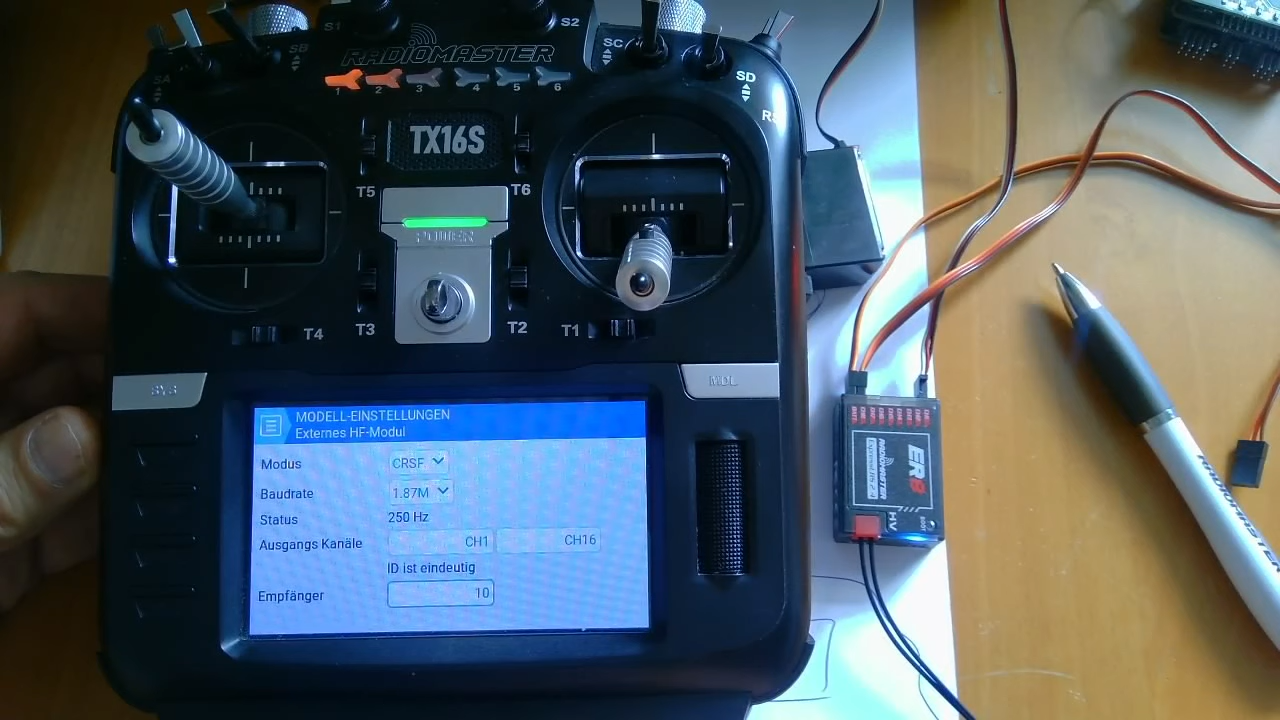 S1
S2
SB
SC
SA
SD
RADIOMASTER
1 2 3 4 5 6
TX16S
T5
T6
POWER
T4
T3
T2
T1
SYS
MDL
MODELL-EINSTELLUNGEN
Externes HF-Modul
Modus CRSF
Baudrate 1.87M
Status 250 Hz
Ausgangs Kanäle CH1 CH16
ID ist eindeutig
Empfänger 10
ER8
RADIOMASTER
HV